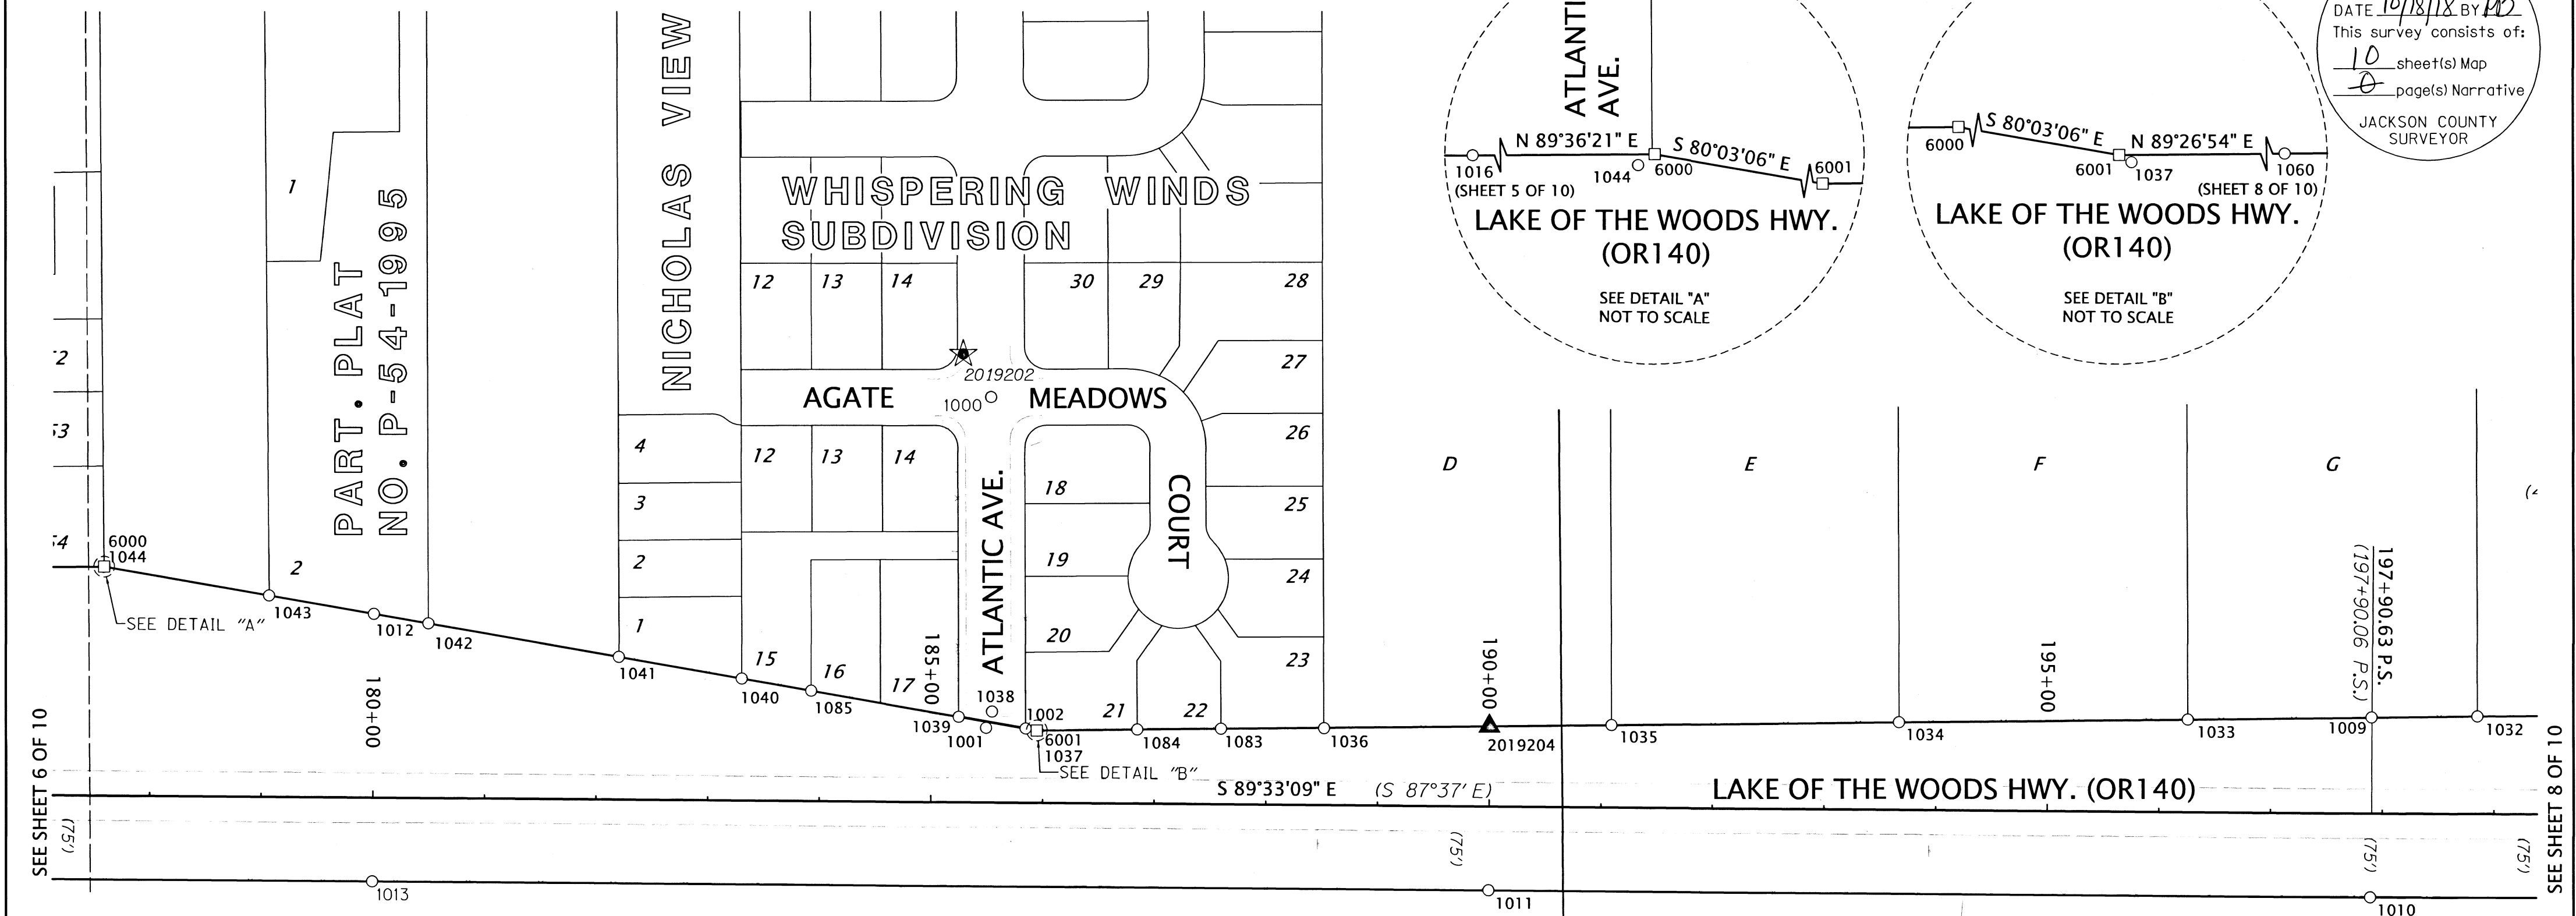 DATE 10/18/18 BY
This survey consists of:
10 sheet(s) Map
0 page(s) Narrative
JACKSON COUNTY
SURVEYOR
ATLANTI
AVE.
N 89°36'21" E
S 80°03'06" E
1016
(SHEET 5 OF 10)
1044
6000
6001
LAKE OF THE WOODS HWY.
(OR140)
SEE DETAIL "A"
NOT TO SCALE
6000
S 80°03'06" E
N 89°26'54" E
6001
1037
1060
(SHEET 8 OF 10)
LAKE OF THE WOODS HWY.
(OR140)
SEE DETAIL "B"
NOT TO SCALE
NICHOLAS VIEW
PART. PLAT
NO. P-54-1995
WHISPERING WINDS
SUBDIVISION
1
2
12
13
14
30
29
28
27
26
25
24
23
2019202
1000
AGATE
MEADOWS
COURT
ATLANTIC AVE.
4
3
2
1
12
13
14
15
16
17
18
19
20
21
22
D
E
F
G
6000
1044
SEE DETAIL "A"
1043
1012
1042
1041
1040
1085
1039
1001
1038
1002
6001
1037
SEE DETAIL "B"
1084
1083
1036
2019204
1035
1034
1033
1009
1032
180+00
185+00
190+00
195+00
197+90.63 P.S.
(197+90.06 P.S.)
S 89°33'09" E (S 87°37' E)
LAKE OF THE WOODS HWY. (OR140)
SEE SHEET 6 OF 10
SEE SHEET 8 OF 10
(75')
(75')
(75')
(75')
1013
1011
1010